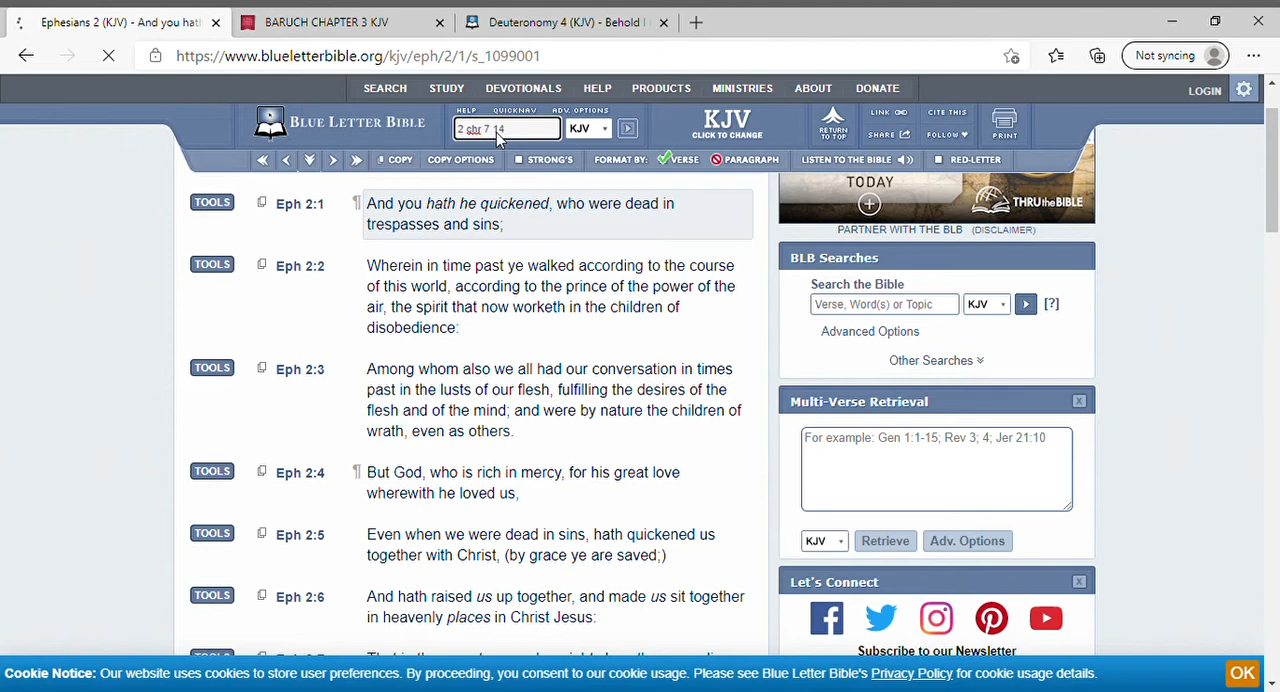 Ephesians 2 (KJV) - And you hat
BARUCH CHAPTER 3 KJV
Deuteronomy 4 (KJV) - Behold I
https://www.blueletterbible.org/kjv/eph/2/1/s_1099001
Not syncing
SEARCH STUDY DEVOTIONALS HELP PRODUCTS MINISTRIES ABOUT DONATE
LOGIN
BLUE LETTER BIBLE
HELP QUICKNAV ADV. OPTIONS
2 chr 7 14
KJV
KJV
CLICK TO CHANGE
RETURN
TO TOP
LINK
CITE THIS
SHARE
FOLLOW
PRINT
COPY
COPY OPTIONS
STRONG'S
FORMAT BY: VERSE PARAGRAPH
LISTEN TO THE BIBLE
RED-LETTER
TOOLS Eph 2:1 ¶ And you hath he quickened, who were dead in
trespasses and sins;
TOOLS Eph 2:2 Wherein in time past ye walked according to the course
of this world, according to the prince of the power of the
air, the spirit that now worketh in the children of
disobedience:
TOOLS Eph 2:3 Among whom also we all had our conversation in times
past in the lusts of our flesh, fulfilling the desires of the
flesh and of the mind; and were by nature the children of
wrath, even as others.
TOOLS Eph 2:4 ¶ But God, who is rich in mercy, for his great love
wherewith he loved us,
TOOLS Eph 2:5 Even when we were dead in sins, hath quickened us
together with Christ, (by grace ye are saved;)
TOOLS Eph 2:6 And hath raised us up together, and made us sit together
in heavenly places in Christ Jesus:
TODAY
THRU the BIBLE
PARTNER WITH THE BLB (DISCLAIMER)
BLB Searches
Search the Bible
Verse, Word(s) or Topic
KJV
[?]
Advanced Options
Other Searches
Multi-Verse Retrieval
X
For example: Gen 1:1-15; Rev 3; 4; Jer 21:10
KJV
Retrieve
Adv. Options
Let's Connect
X
Subscribe to our Newsletter
Cookie Notice: Our website uses cookies to store user preferences. By proceeding, you consent to our cookie usage. Please see Blue Letter Bible's Privacy Policy for cookie usage details.
OK